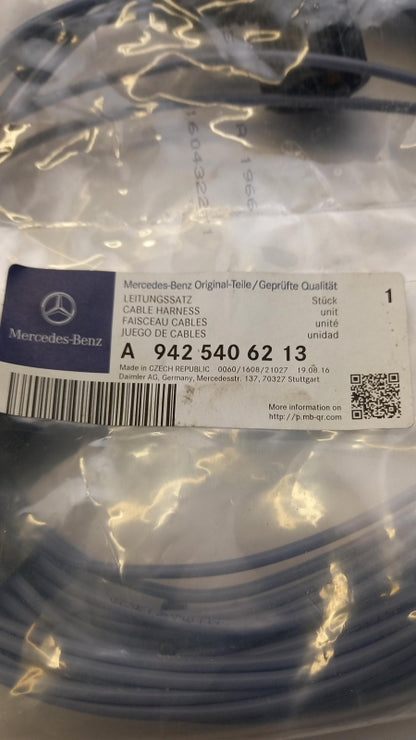 Mercedes-Benz Original-Teile/Geprüfte Qualität
LEITUNGSSATZ Stück 1
CABLE HARNESS unit
FAISCEAU CABLES unité
JUEGO DE CABLES unidad
Mercedes-Benz
A 942 540 62 13
Made in CZECH REPUBLIC 0060/1608/21027 19.08.16
Daimler AG, Germany, Mercedesstr. 137, 70327 Stuttgart
More information on
http://p.mb-qr.com